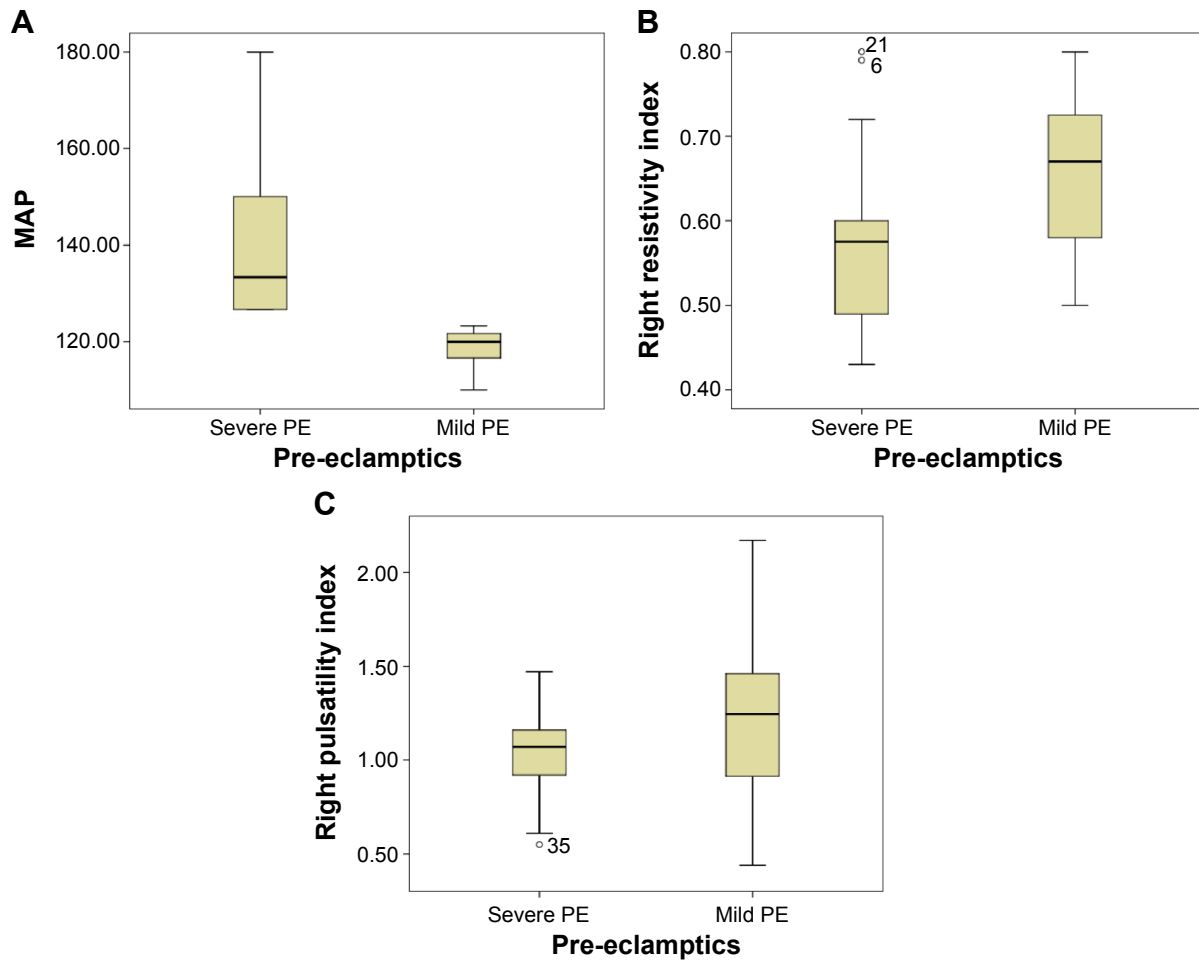 A
MAP
180.00
160.00
140.00
120.00
Severe PE Mild PE
Pre-eclamptics
B
Right resistivity index
0.80
0.70
0.60
0.50
0.40
21
6
Severe PE Mild PE
Pre-eclamptics
C
Right pulsatility index
2.00
1.50
1.00
0.50
35
Severe PE Mild PE
Pre-eclamptics